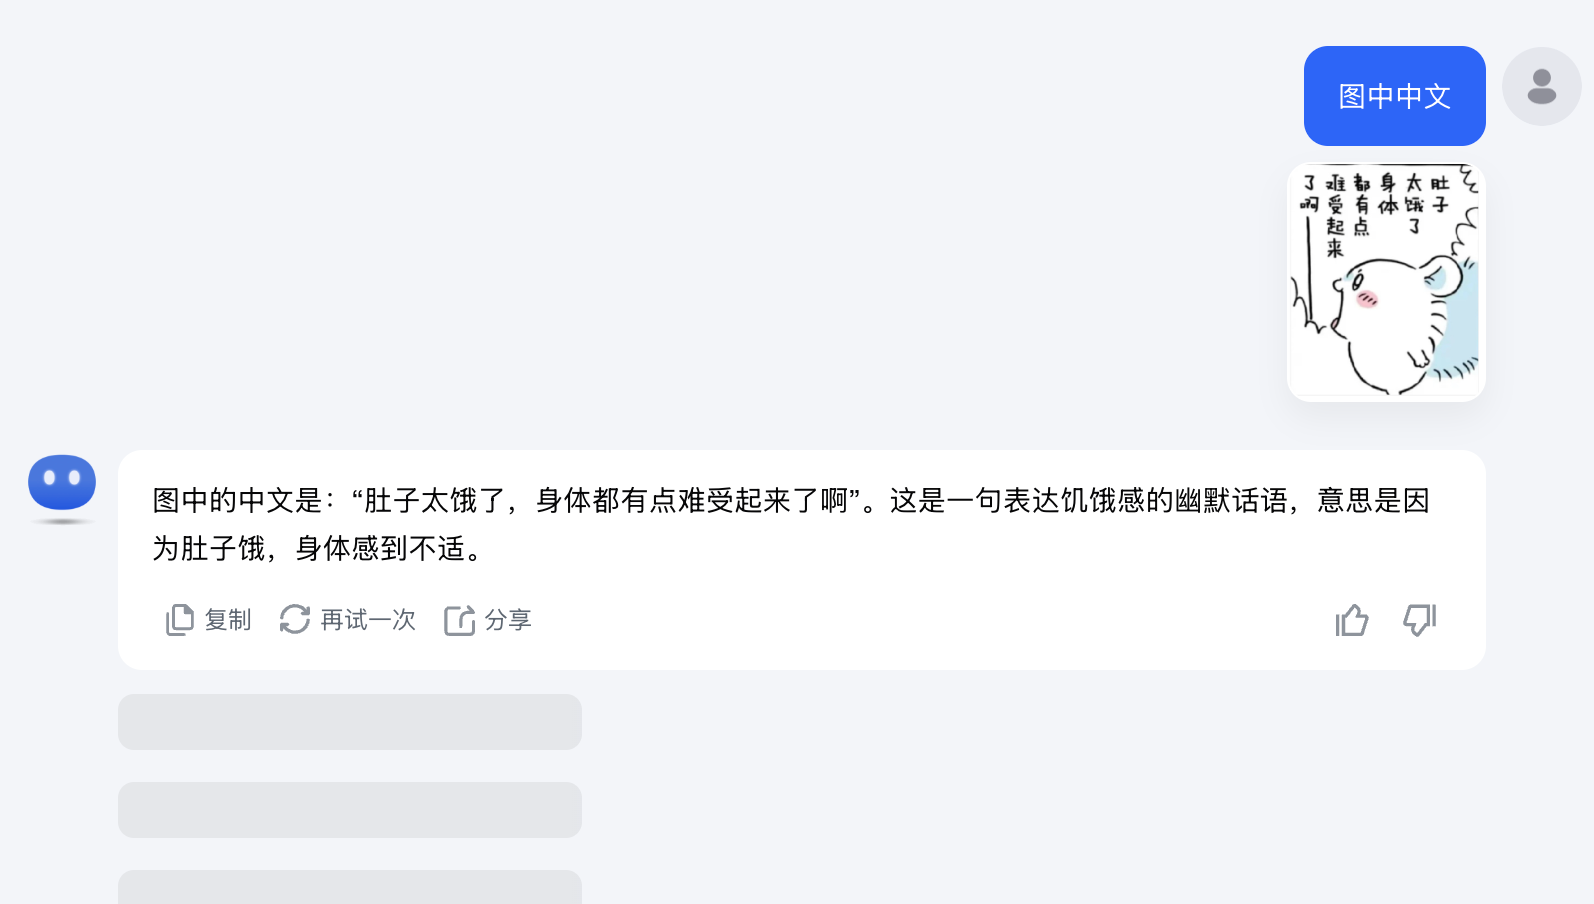 图中中文
肚子
太饿了
身体
都有点
难受起来
了啊
图中的中文是：“肚子太饿了，身体都有点难受起来了啊”。这是一句表达饥饿感的幽默话语，意思是因
为肚子饿，身体感到不适。
复制 再试一次 分享